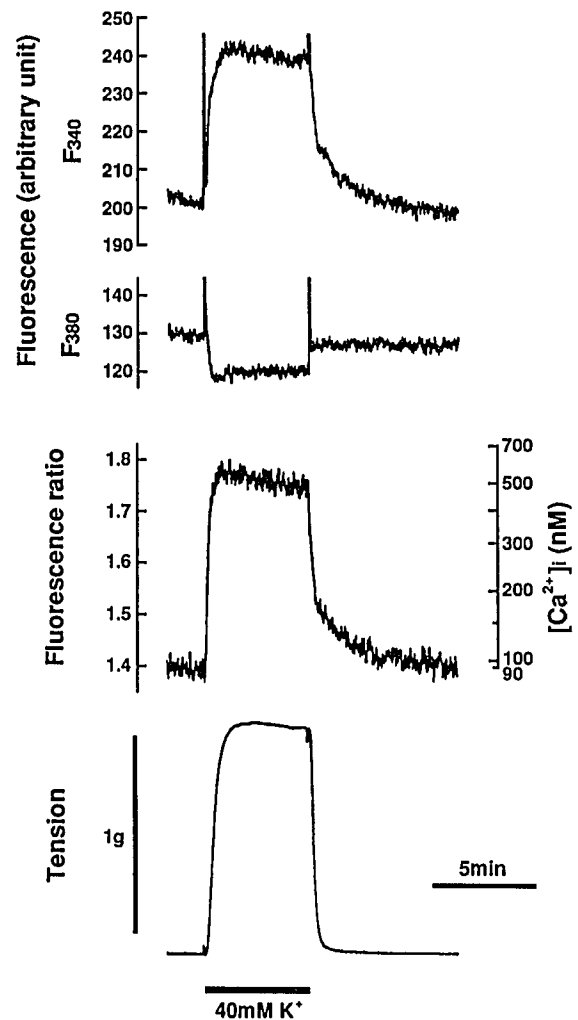 Fluorescence (arbitrary unit)
F340
250
240
230
220
210
200
190
F380
140
130
120
Fluorescence ratio
1.8
1.7
1.6
1.5
1.4
700
500
300
200
100
90
[Ca²⁺]i (nM)
Tension
1g
5min
40mM K⁺